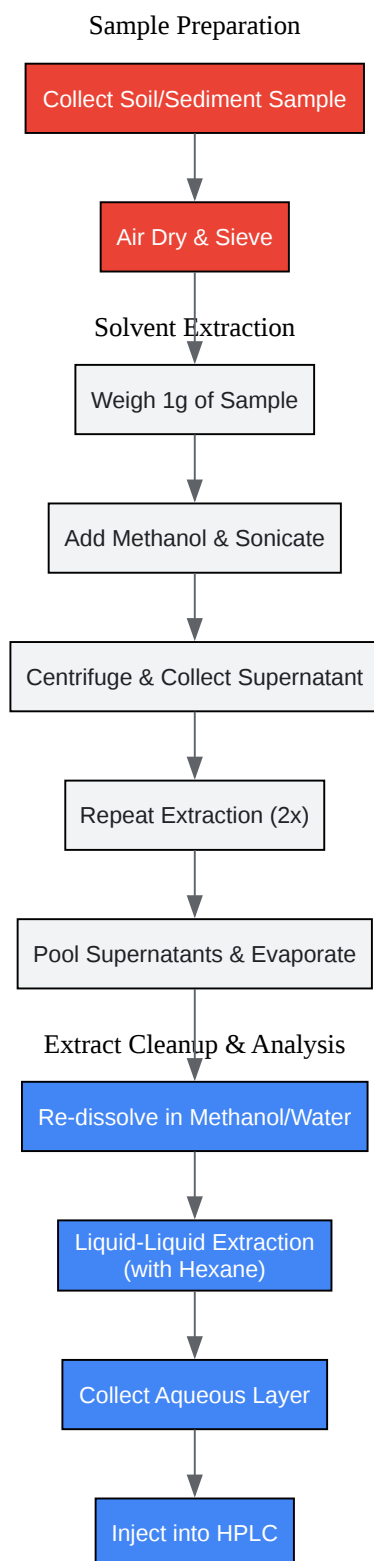 Sample Preparation
Collect Soil/Sediment Sample
Air Dry & Sieve
Solvent Extraction
Weigh 1g of Sample
Add Methanol & Sonicate
Centrifuge & Collect Supernatant
Repeat Extraction (2x)
Pool Supernatants & Evaporate
Extract Cleanup & Analysis
Re-dissolve in Methanol/Water
Liquid-Liquid Extraction
(with Hexane)
Collect Aqueous Layer
Inject into HPLC